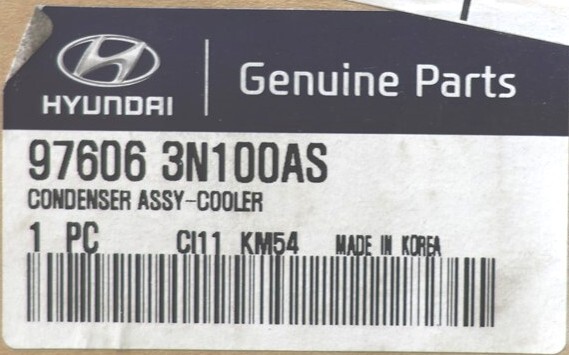 HYUNDAI
Genuine Parts
97606 3N100AS
CONDENSER ASSY-COOLER
1 PC CI11 KM54 MADE IN KOREA